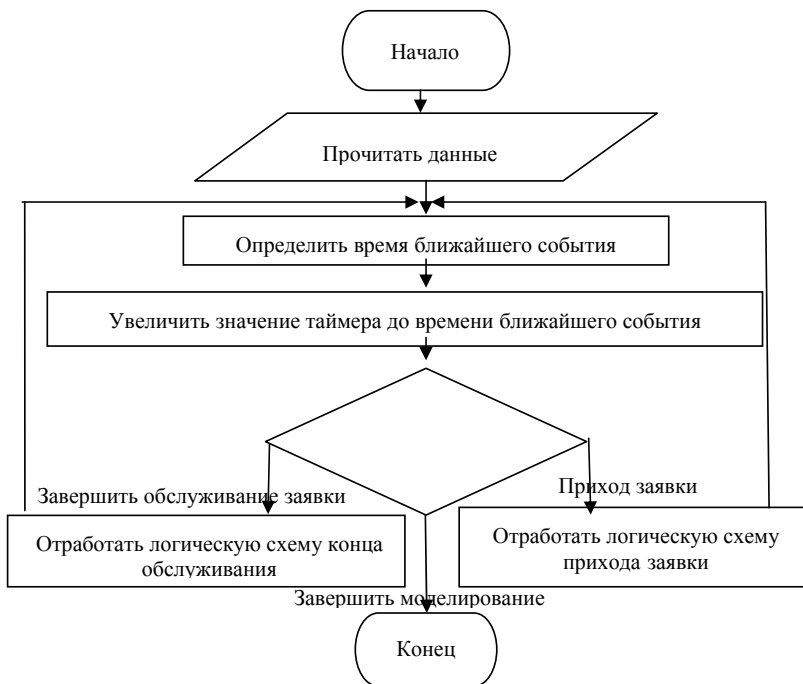 Начало
Прочитать данные
Определить время ближайшего события
Увеличить значение таймера до времени ближайшего события
Завершить обслуживание заявки
Приход заявки
Отработать логическую схему конца
обслуживания
Отработать логическую схему
прихода заявки
Завершить моделирование
Конец